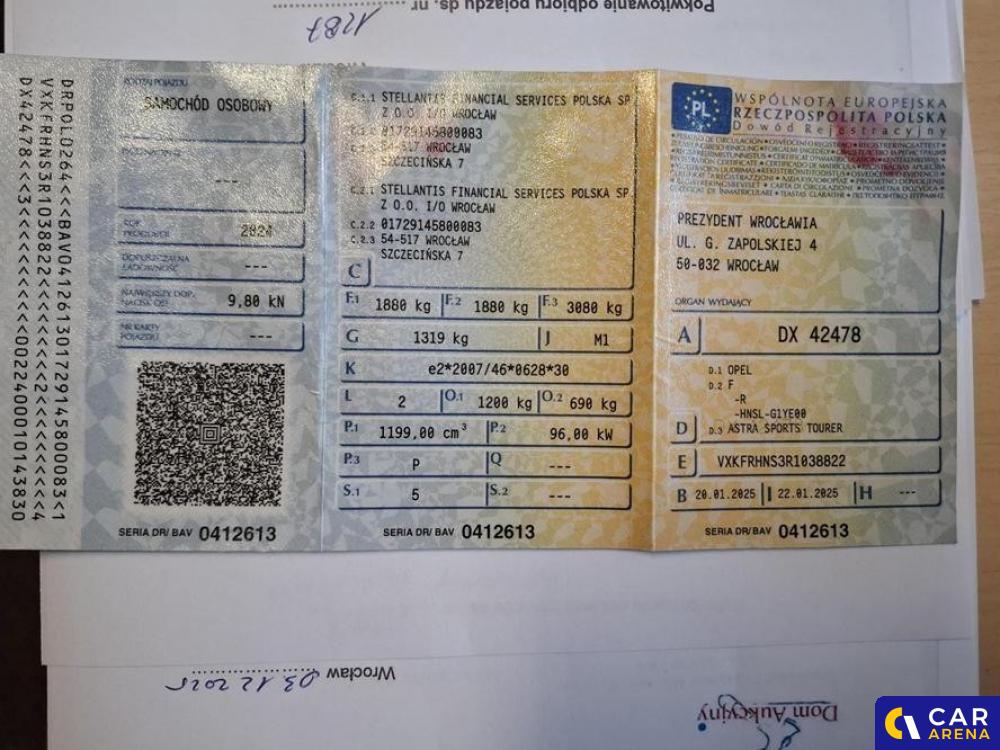 Pokwitowanie odbioru pojazdu ds. nr
1287
DRPOL0264<<<BAV04126130172914580 0083<1
VXKFRHNS3R1038822<<<<<<<2<<<<<<<<<4
DX42478<<3<<<<<<<<<0022400010143830
RODZAJ POJAZDU
SAMOCHÓD OSOBOWY
PRZEZNACZENIE
---
ROK PRODUKCJI
2024
DOPUSZCZALNA ŁADOWNOŚĆ
---
NAJWIĘKSZY DOP. NACISK OSI
9,80 kN
NR KARTY POJAZDU
---
SERIA DR/ BAV 0412613
C.1.1 STELLANTIS FINANCIAL SERVICES POLSKA SP.
Z O.O. I/O WROCŁAW
C.1.2 01729145800083
C.1.3 54-517 WROCŁAW
SZCZECIŃSKA 7
C.2.1 STELLANTIS FINANCIAL SERVICES POLSKA SP.
Z O.O. I/O WROCŁAW
C.2.2 01729145800083
C.2.3 54-517 WROCŁAW
SZCZECIŃSKA 7
C
F.1 1880 kg F.2 1880 kg F.3 3080 kg
G 1319 kg J M1
K e2*2007/46*0628*30
L 2 O.1 1200 kg O.2 690 kg
P.1 1199,00 cm³ P.2 96,00 kW
P.3 P Q ---
S.1 5 S.2 ---
SERIA DR/ BAV 0412613
PL
WSPÓLNOTA EUROPEJSKA
RZECZPOSPOLITA POLSKA
Dowód Rejestracyjny
PREZYDENT WROCŁAWIA
UL. G. ZAPOLSKIEJ 4
50-032 WROCŁAW
ORGAN WYDAJĄCY
A DX 42478
D.1 OPEL
D.2 F
-R
-HNSL-G1YE00
D D.3 ASTRA SPORTS TOURER
E VXKFRHNS3R1038822
B 20.01.2025 I 22.01.2025 H ---
SERIA DR/ BAV 0412613
Wrocław 03.12.2025
Dom Aukcyjny
CAR
ARENA